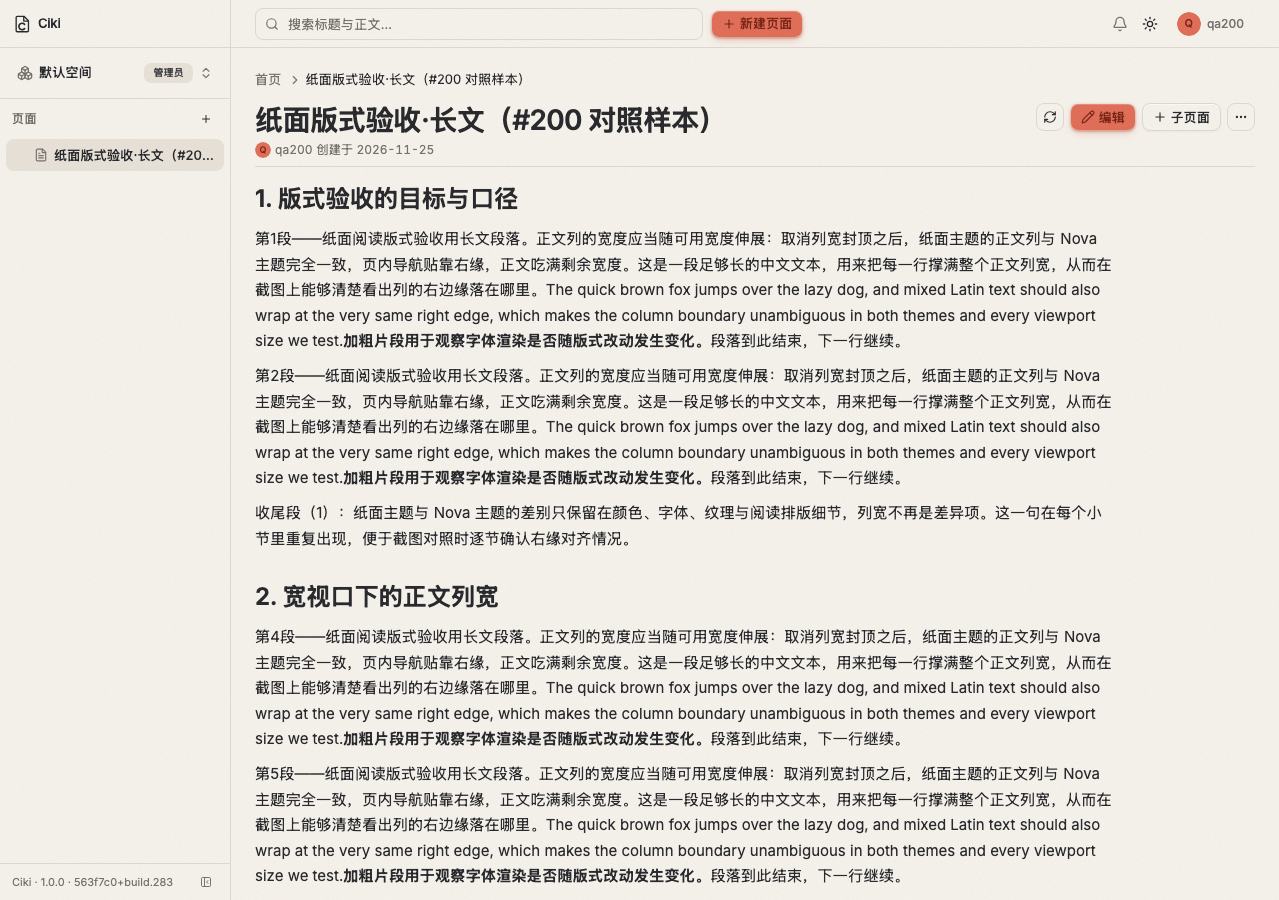 Ciki
搜索标题与正文...
新建页面
Q qa200
默认空间 管理员
页面
纸面版式验收·长文（#20...
首页 > 纸面版式验收·长文（#200 对照样本）
纸面版式验收·长文（#200 对照样本）
编辑
子页面
Q qa200 创建于 2026-11-25
1. 版式验收的目标与口径
第1段——纸面阅读版式验收用长文段落。正文列的宽度应当随可用宽度伸展：取消列宽封顶之后，纸面主题的正文列与 Nova
主题完全一致，页内导航贴靠右缘，正文吃满剩余宽度。这是一段足够长的中文文本，用来把每一行撑满整个正文列宽，从而在
截图上能够清楚看出列的右边缘落在哪里。The quick brown fox jumps over the lazy dog, and mixed Latin text should also
wrap at the very same right edge, which makes the column boundary unambiguous in both themes and every viewport
size we test.加粗片段用于观察字体渲染是否随版式改动发生变化。段落到此结束，下一行继续。
第2段——纸面阅读版式验收用长文段落。正文列的宽度应当随可用宽度伸展：取消列宽封顶之后，纸面主题的正文列与 Nova
主题完全一致，页内导航贴靠右缘，正文吃满剩余宽度。这是一段足够长的中文文本，用来把每一行撑满整个正文列宽，从而在
截图上能够清楚看出列的右边缘落在哪里。The quick brown fox jumps over the lazy dog, and mixed Latin text should also
wrap at the very same right edge, which makes the column boundary unambiguous in both themes and every viewport
size we test.加粗片段用于观察字体渲染是否随版式改动发生变化。段落到此结束，下一行继续。
收尾段（1）：纸面主题与 Nova 主题的差别只保留在颜色、字体、纹理与阅读排版细节，列宽不再是差异项。这一句在每个小
节里重复出现，便于截图对照时逐节确认右缘对齐情况。
2. 宽视口下的正文列宽
第4段——纸面阅读版式验收用长文段落。正文列的宽度应当随可用宽度伸展：取消列宽封顶之后，纸面主题的正文列与 Nova
主题完全一致，页内导航贴靠右缘，正文吃满剩余宽度。这是一段足够长的中文文本，用来把每一行撑满整个正文列宽，从而在
截图上能够清楚看出列的右边缘落在哪里。The quick brown fox jumps over the lazy dog, and mixed Latin text should also
wrap at the very same right edge, which makes the column boundary unambiguous in both themes and every viewport
size we test.加粗片段用于观察字体渲染是否随版式改动发生变化。段落到此结束，下一行继续。
第5段——纸面阅读版式验收用长文段落。正文列的宽度应当随可用宽度伸展：取消列宽封顶之后，纸面主题的正文列与 Nova
主题完全一致，页内导航贴靠右缘，正文吃满剩余宽度。这是一段足够长的中文文本，用来把每一行撑满整个正文列宽，从而在
截图上能够清楚看出列的右边缘落在哪里。The quick brown fox jumps over the lazy dog, and mixed Latin text should also
wrap at the very same right edge, which makes the column boundary unambiguous in both themes and every viewport
size we test.加粗片段用于观察字体渲染是否随版式改动发生变化。段落到此结束，下一行继续。
Ciki · 1.0.0 · 563f7c0+build.283